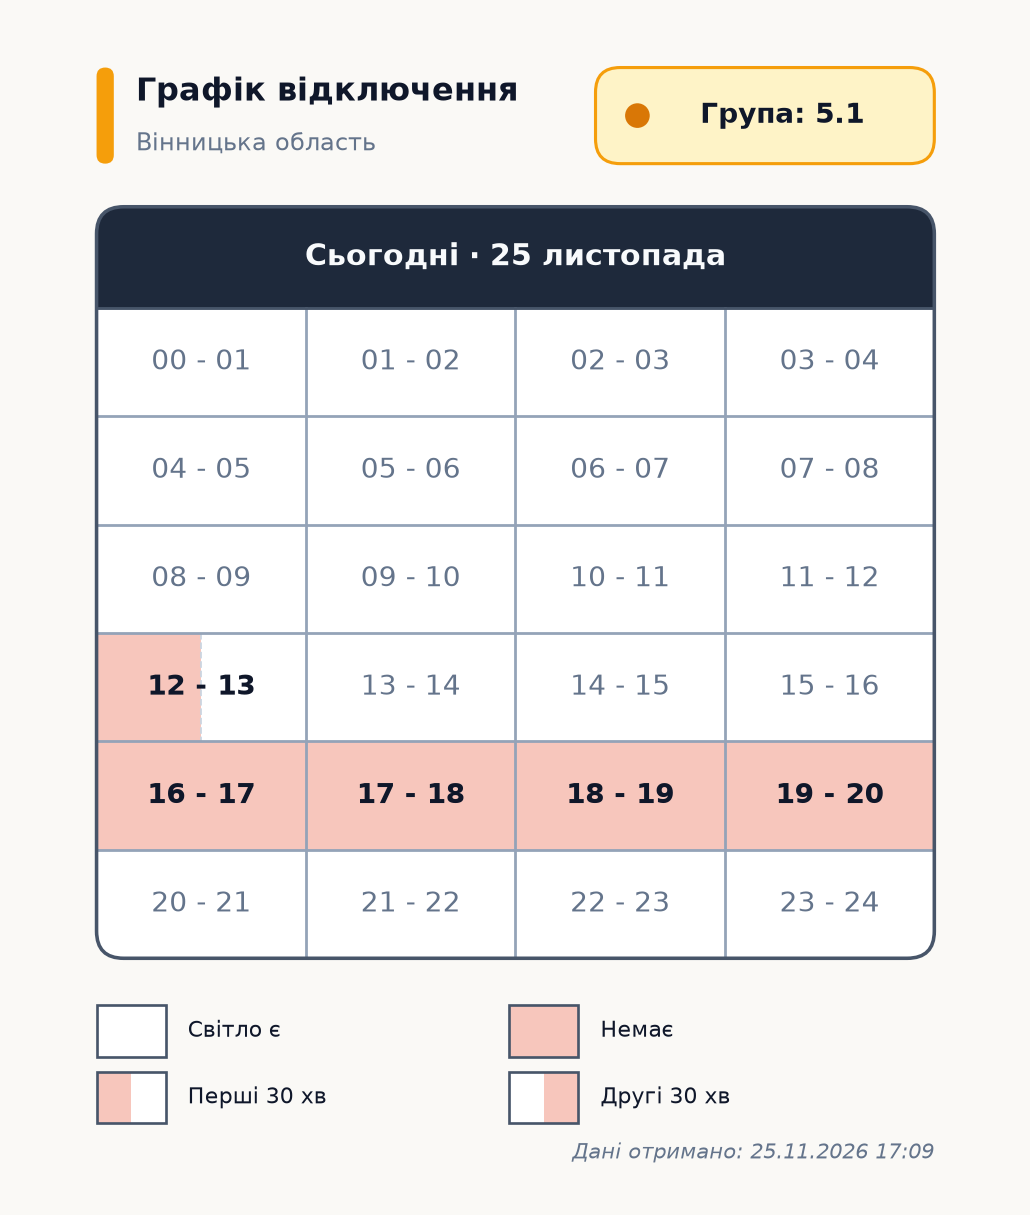 Графік відключення
Вінницька область
Група: 5.1
Сьогодні · 25 листопада
00 - 01 01 - 02 02 - 03 03 - 04
04 - 05 05 - 06 06 - 07 07 - 08
08 - 09 09 - 10 10 - 11 11 - 12
12 - 13 13 - 14 14 - 15 15 - 16
16 - 17 17 - 18 18 - 19 19 - 20
20 - 21 21 - 22 22 - 23 23 - 24
Світло є Немає
Перші 30 хв Другі 30 хв
Дані отримано: 25.11.2026 17:09